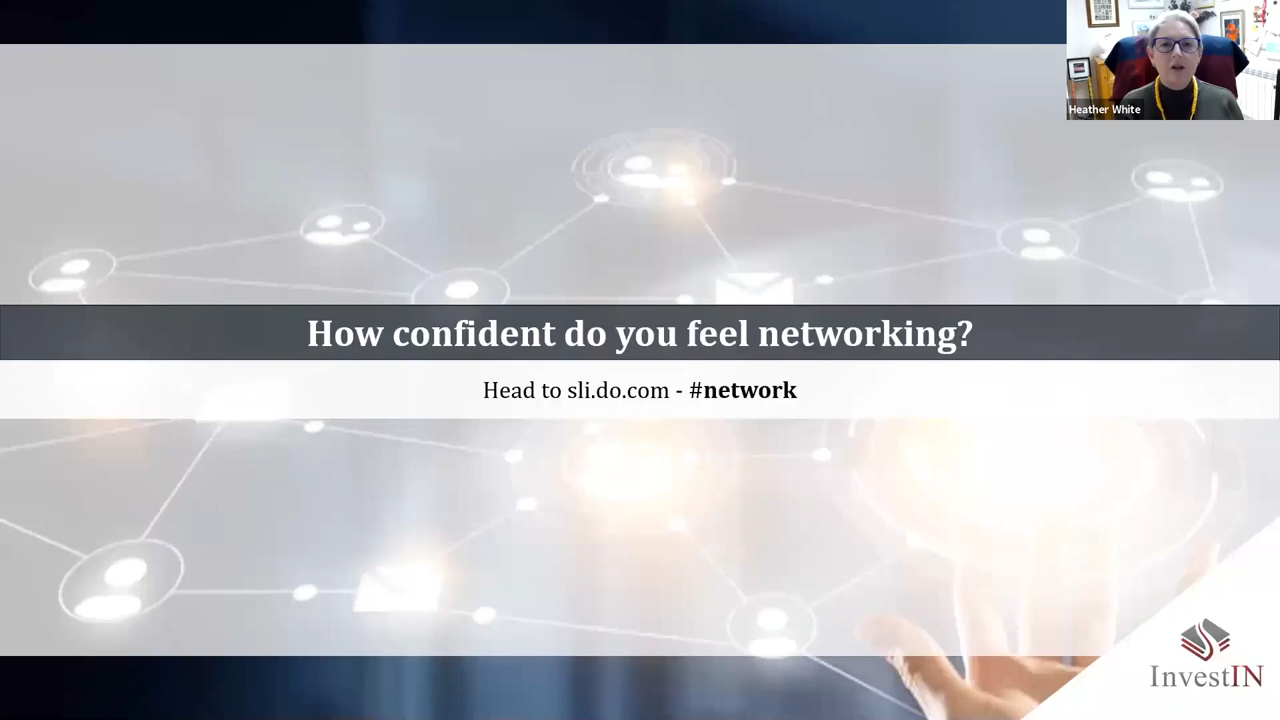 Heather White
How confident do you feel networking?
Head to sli.do.com - #network
InvestIN